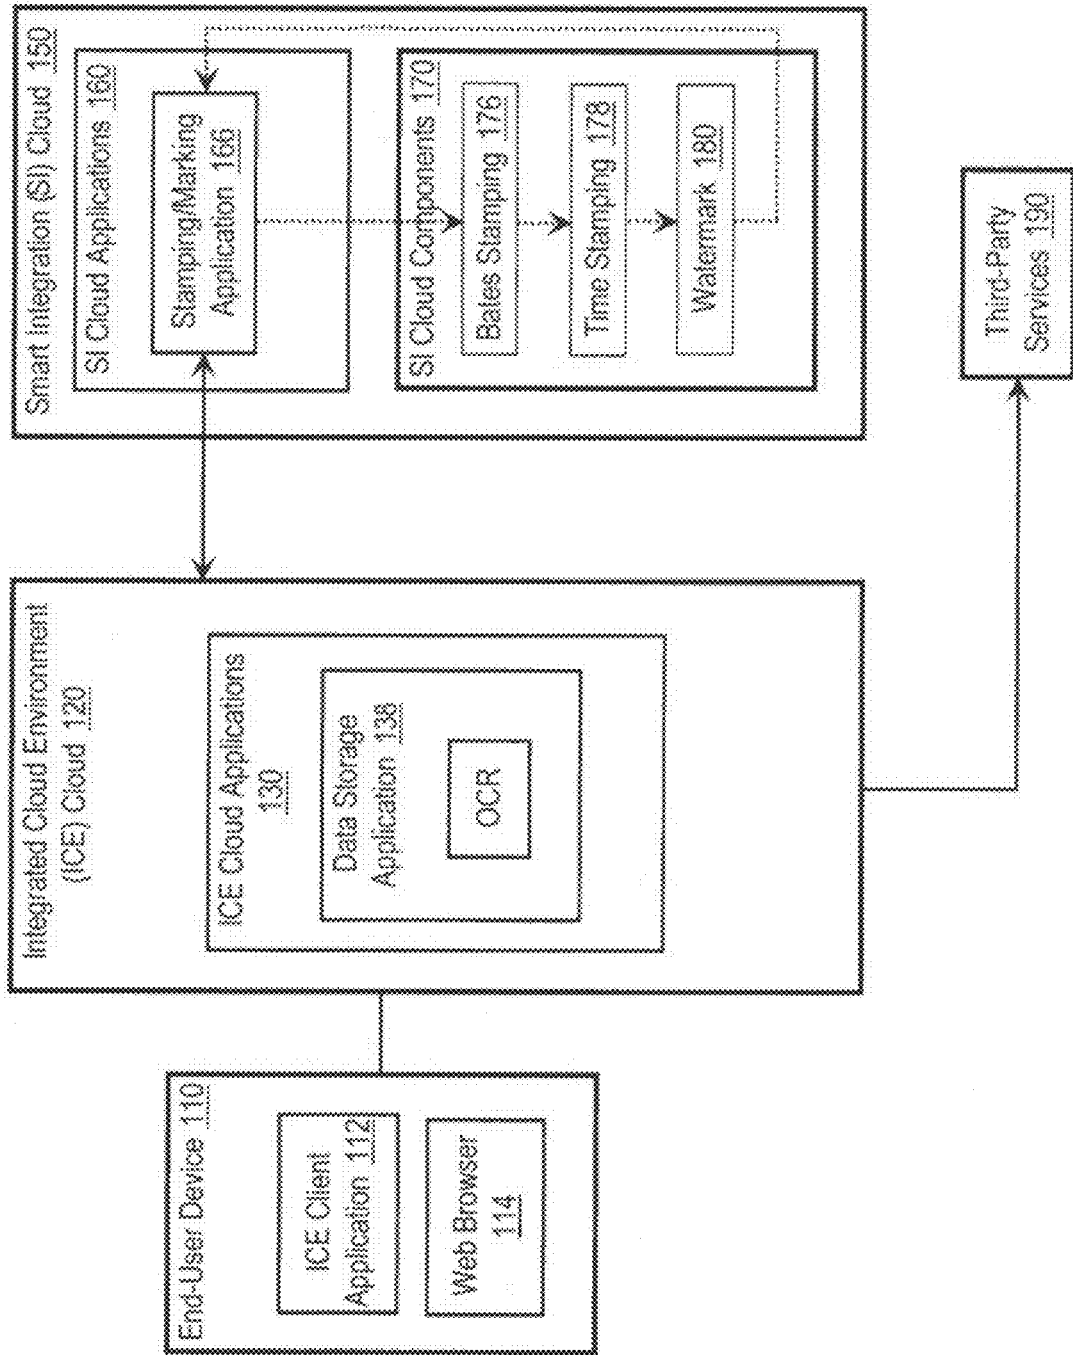 End-User Device 110
ICE Client
Application 112
Web Browser
114
Integrated Cloud Environment
(ICE) Cloud 120
ICE Cloud Applications
130
Data Storage
Application 138
OCR
Smart Integration (SI) Cloud 150
SI Cloud Applications 160
Stamping/Marking
Application 166
SI Cloud Components 170
Bates Stamping 176
Time Stamping 178
Watermark 180
Third-Party
Services 190